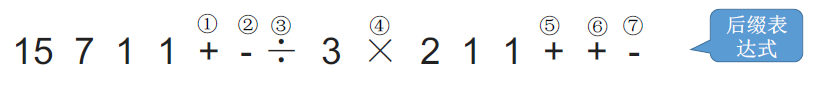 ① ② ③ ④ ⑤ ⑥ ⑦
15 7 1 1 + - ÷ 3 × 2 1 1 + + -
后缀表
达式